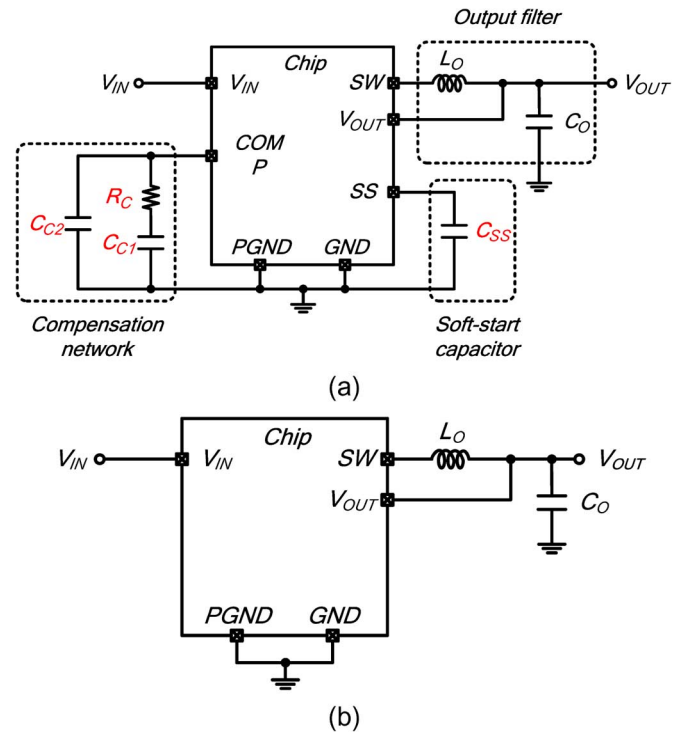 Output filter
Chip
L_O
V_IN
V_IN
SW
V_OUT
V_OUT
C_O
COM
P
SS
R_C
C_C2
C_C1
C_SS
PGND
GND
Compensation
network
Soft-start
capacitor
(a)
Chip
L_O
V_IN
V_IN
SW
V_OUT
V_OUT
C_O
PGND
GND
(b)